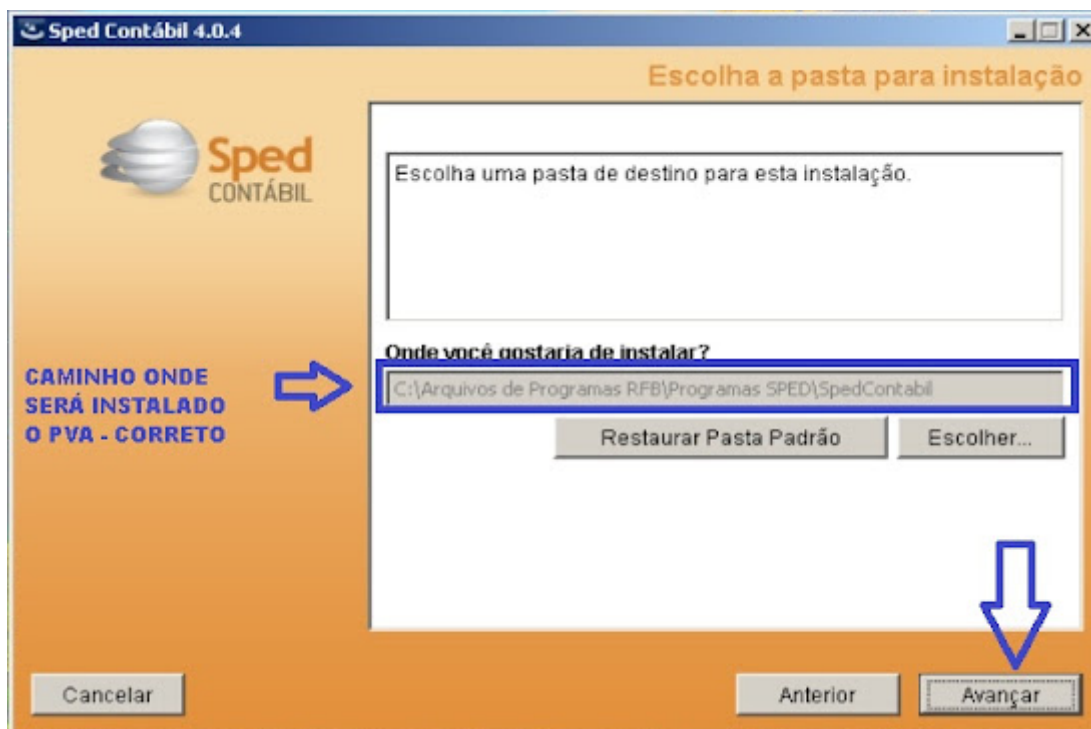 Sped Contábil 4.0.4
Escolha a pasta para instalação
Sped
CONTÁBIL
Escolha uma pasta de destino para esta instalação.
Onde você gostaria de instalar?
CAMINHO ONDE
SERÁ INSTALADO
O PVA - CORRETO
C:\Arquivos de Programas RFB\Programas SPED\SpedContabil
Restaurar Pasta Padrão
Escolher...
Cancelar
Anterior
Avançar